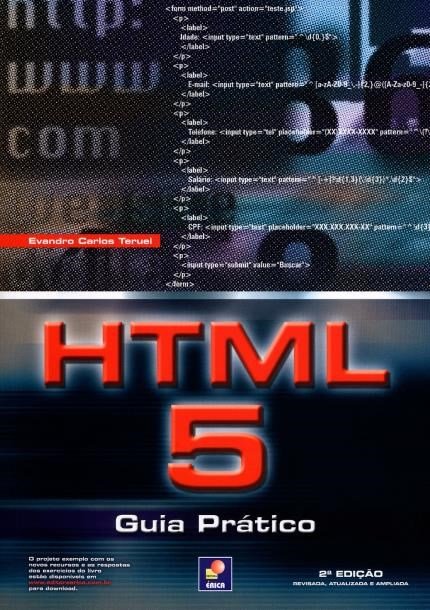 http:
<form method="post" action="teste.jsp">
<p>
<label>
Idade: <input type="text" pattern="^\d{0,}$">
</label>
</p>
<p>
www
<label>
E-mail: <input type="text" pattern="^[a-zA-Z0-9_\.-]{2,}@([A-Za-z0-9_-]{2
</label>
</p>
<p>
com
<label>
Telefone: <input type="tel" placeholder="(XX.XXXX-XXXX" pattern="^\(?\
</label>
</p>
<p>
<label>
Salário: <input type="text" pattern="^[-+]?\d{1,3}(\.\d{3})*,\d{2}$">
</label>
</p>
<p>
<label>
CPF: <input type="text" placeholder="XXX.XXX.XXX-XX" pattern="^\d{3
</label>
</p>
<p>
<input type="submit" value="Buscar">
</p>
</form>
Evandro Carlos Teruel
HTML
5
Guia Prático
O projeto exemplo com os
novos recursos e as respostas
dos exercícios do livro
estão disponíveis em
www.editoraerica.com.br
para download.
ÉRICA
2ª EDIÇÃO
REVISADA, ATUALIZADA E AMPLIADA